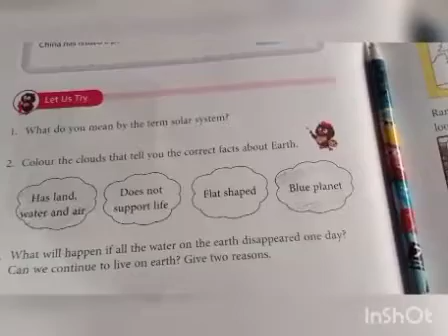 China has
Let Us Try
1. What do you mean by the term solar system?
2. Colour the clouds that tell you the correct facts about Earth.
Has land,
water and air
Does not
support life
Flat shaped
Blue planet
What will happen if all the water on the earth disappeared one day?
Can we continue to live on earth? Give two reasons.
Ra
InShOt